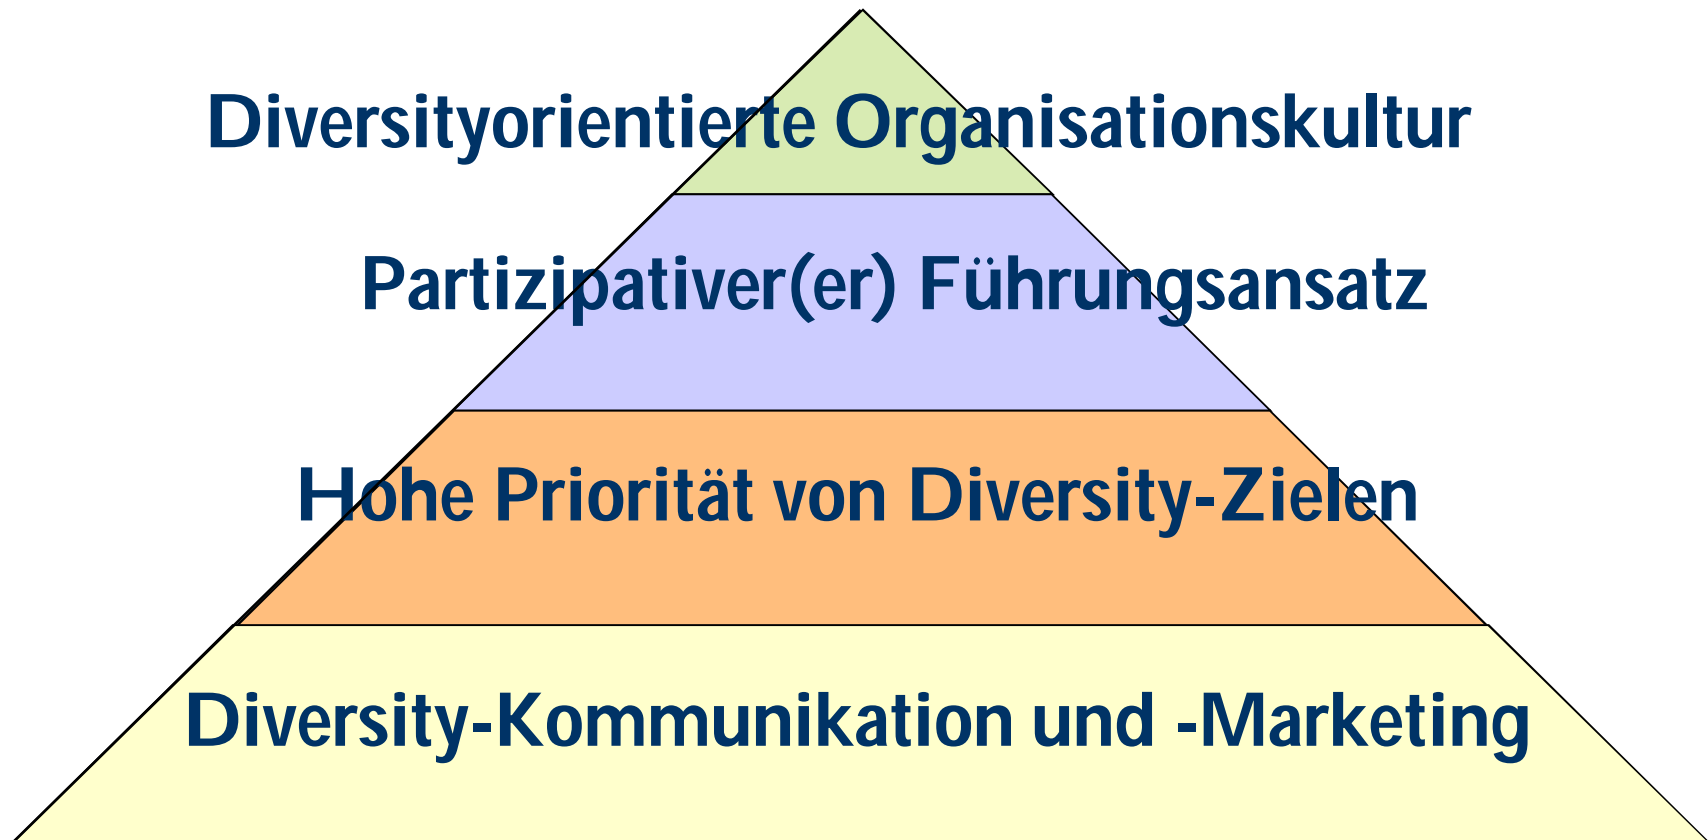 Diversityorientierte Organisationskultur
Partizipativer(er) Führungsansatz
Hohe Priorität von Diversity-Zielen
Diversity-Kommunikation und -Marketing